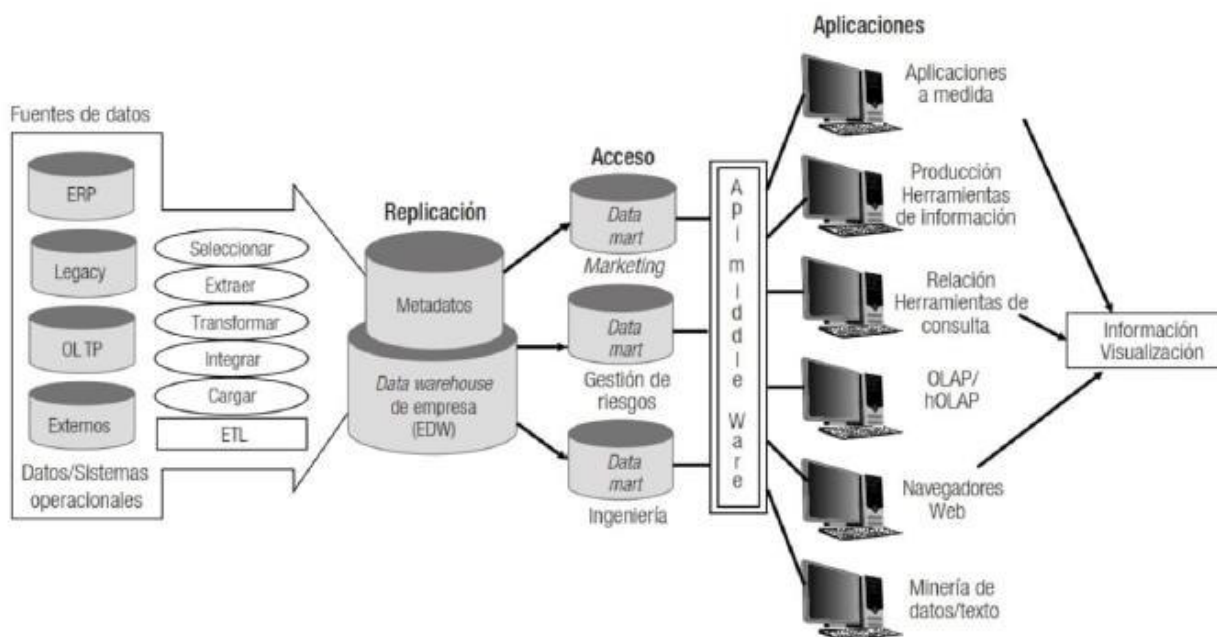 Fuentes de datos
ERP
Legacy
OL TP
Externos
Datos/Sistemas
operacionales
Seleccionar
Extraer
Transformar
Integrar
Cargar
ETL
Replicación
Metadatos
Data warehouse
de empresa
(EDW)
Acceso
Data
mart
Marketing
Data
mart
Gestión de
riesgos
Data
mart
Ingeniería
Api middle Ware
Aplicaciones
Aplicaciones
a medida
Producción
Herramientas
de información
Relación
Herramientas de
consulta
OLAP/
hOLAP
Navegadores
Web
Minería de
datos/texto
Información
Visualización